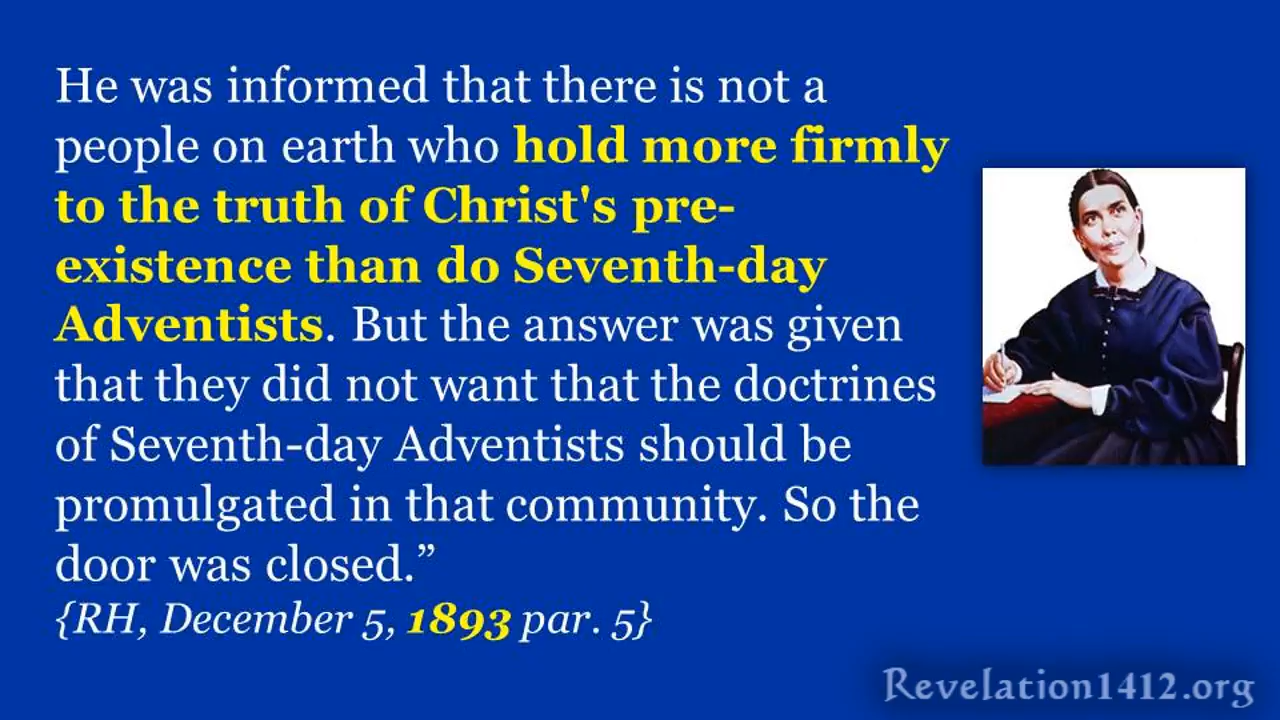 He was informed that there is not a
people on earth who hold more firmly
to the truth of Christ's pre-
existence than do Seventh-day
Adventists. But the answer was given
that they did not want that the doctrines
of Seventh-day Adventists should be
promulgated in that community. So the
door was closed.”
{RH, December 5, 1893 par. 5}
Revelation1412.org